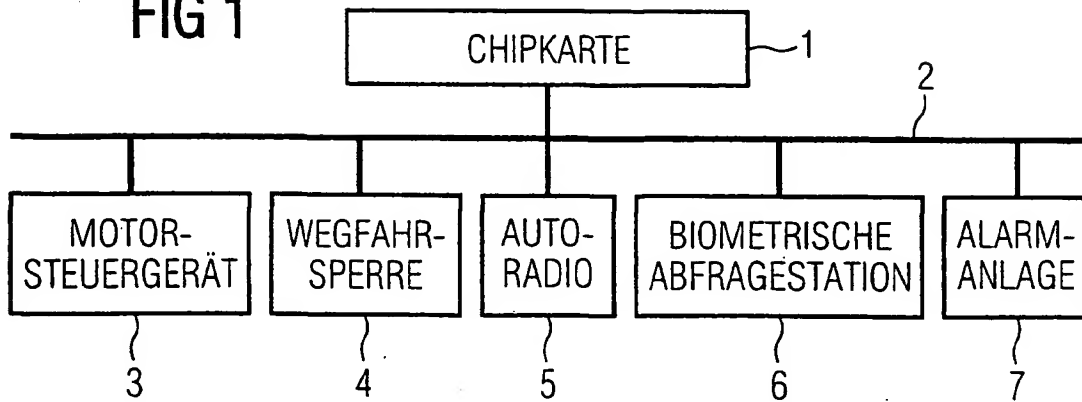 FIG 1
CHIPKARTE
1
2
MOTOR-
STEUERGERÄT
WEGFAHR-
SPERRE
AUTO-
RADIO
BIOMETRISCHE
ABFRAGESTATION
ALARM-
ANLAGE
3
4
5
6
7